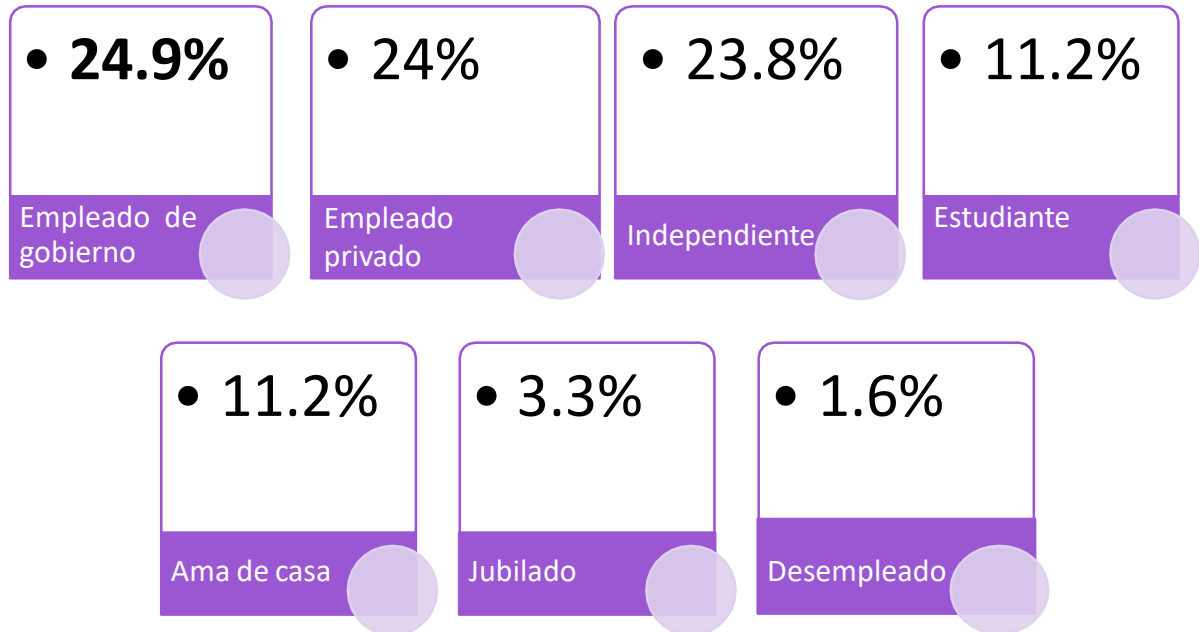 • 24.9%
Empleado de
gobierno
• 24%
Empleado
privado
• 23.8%
Independiente
• 11.2%
Estudiante
• 11.2%
Ama de casa
• 3.3%
Jubilado
• 1.6%
Desempleado